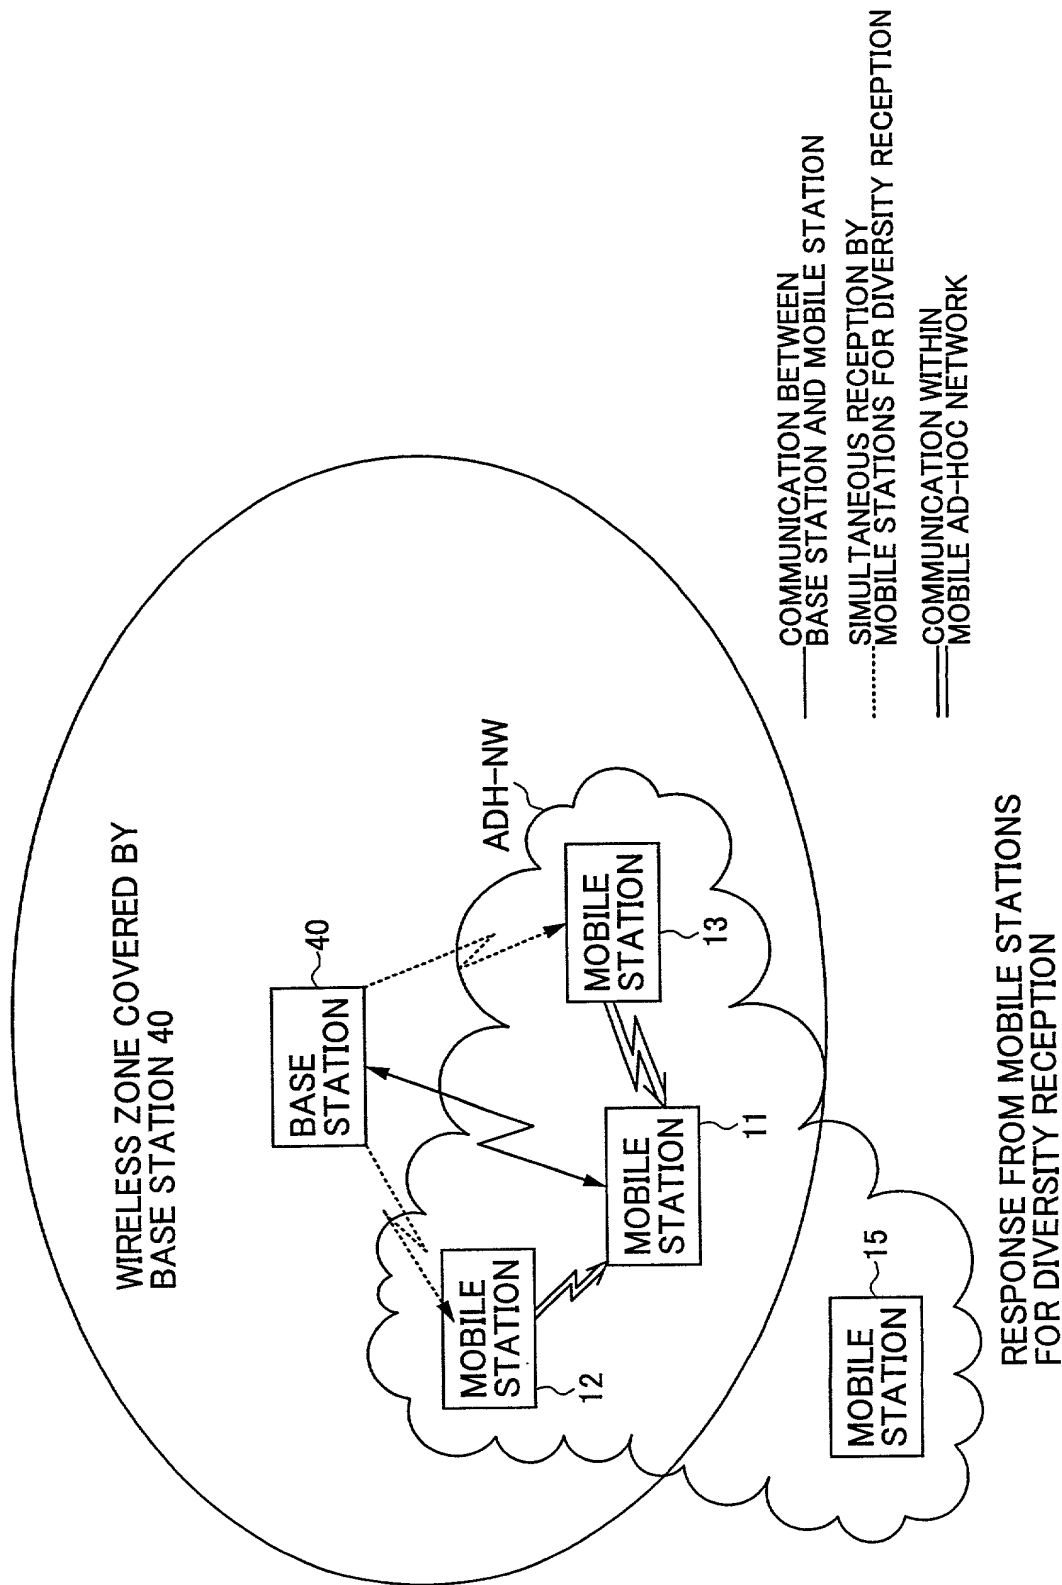 WIRELESS ZONE COVERED BY
BASE STATION 40
40
BASE
STATION
ADH-NW
MOBILE
STATION
12
MOBILE
STATION
13
MOBILE
STATION
11
MOBILE
STATION
15
COMMUNICATION BETWEEN
BASE STATION AND MOBILE STATION
SIMULTANEOUS RECEPTION BY
MOBILE STATIONS FOR DIVERSITY RECEPTION
COMMUNICATION WITHIN
MOBILE AD-HOC NETWORK
RESPONSE FROM MOBILE STATIONS
FOR DIVERSITY RECEPTION